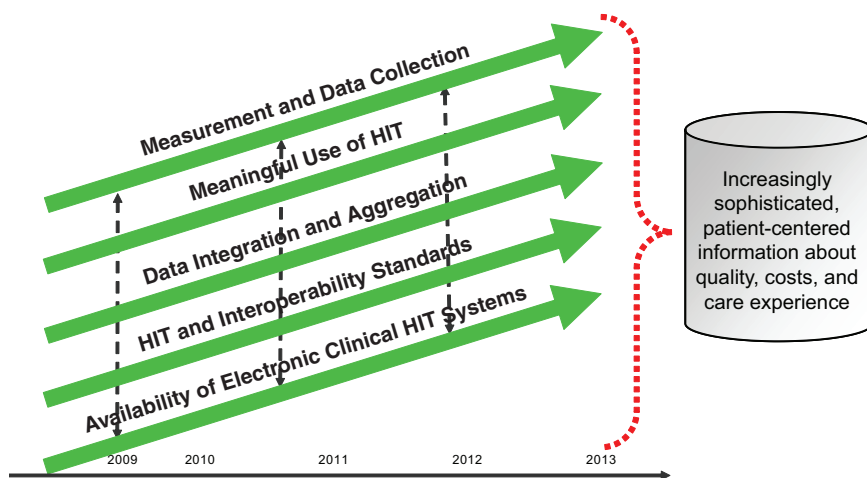 Measurement and Data Collection
Meaningful Use of HIT
Data Integration and Aggregation
HIT and Interoperability Standards
Availability of Electronic Clinical HIT Systems
Increasingly
sophisticated,
patient-centered
information about
quality, costs, and
care experience
2009 2010 2011 2012 2013